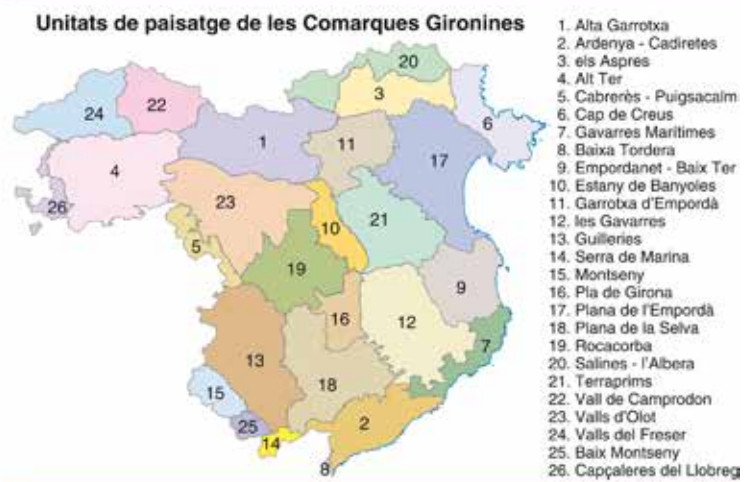 Unitats de paisatge de les Comarques Gironines
1. Alta Garrotxa
2. Ardenya - Cadiretes
3. els Aspres
4. Alt Ter
5. Cabrerès - Puigsacalm
6. Cap de Creus
7. Gavarres Marítimes
8. Baixa Tordera
9. Empordanet - Baix Ter
10. Estany de Banyoles
11. Garrotxa d'Empordà
12. les Gavarres
13. Guilleries
14. Serra de Marina
15. Montseny
16. Pla de Girona
17. Plana de l'Empordà
18. Plana de la Selva
19. Rocacorba
20. Salines - l'Albera
21. Terraprims
22. Vall de Camprodon
23. Valls d'Olot
24. Valls del Freser
25. Baix Montseny
26. Capçaleres del Llobreg
20
22
24
3
6
1
11
17
4
23
26
10
21
5
19
9
16
12
7
13
15
18
2
25
14
8